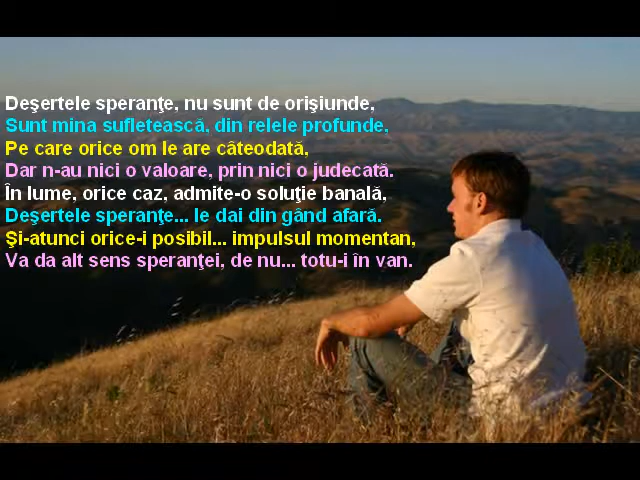 Deşertele speranţe, nu sunt de orişiunde,
Sunt mina sufletească, din relele profunde,
Pe care orice om le are câteodată,
Dar n-au nici o valoare, prin nici o judecată.
În lume, orice caz, admite-o soluţie banală,
Deşertele speranţe... le dai din gând afară.
Şi-atunci orice-i posibil... impulsul momentan,
Va da alt sens speranţei, de nu... totu-i în van.